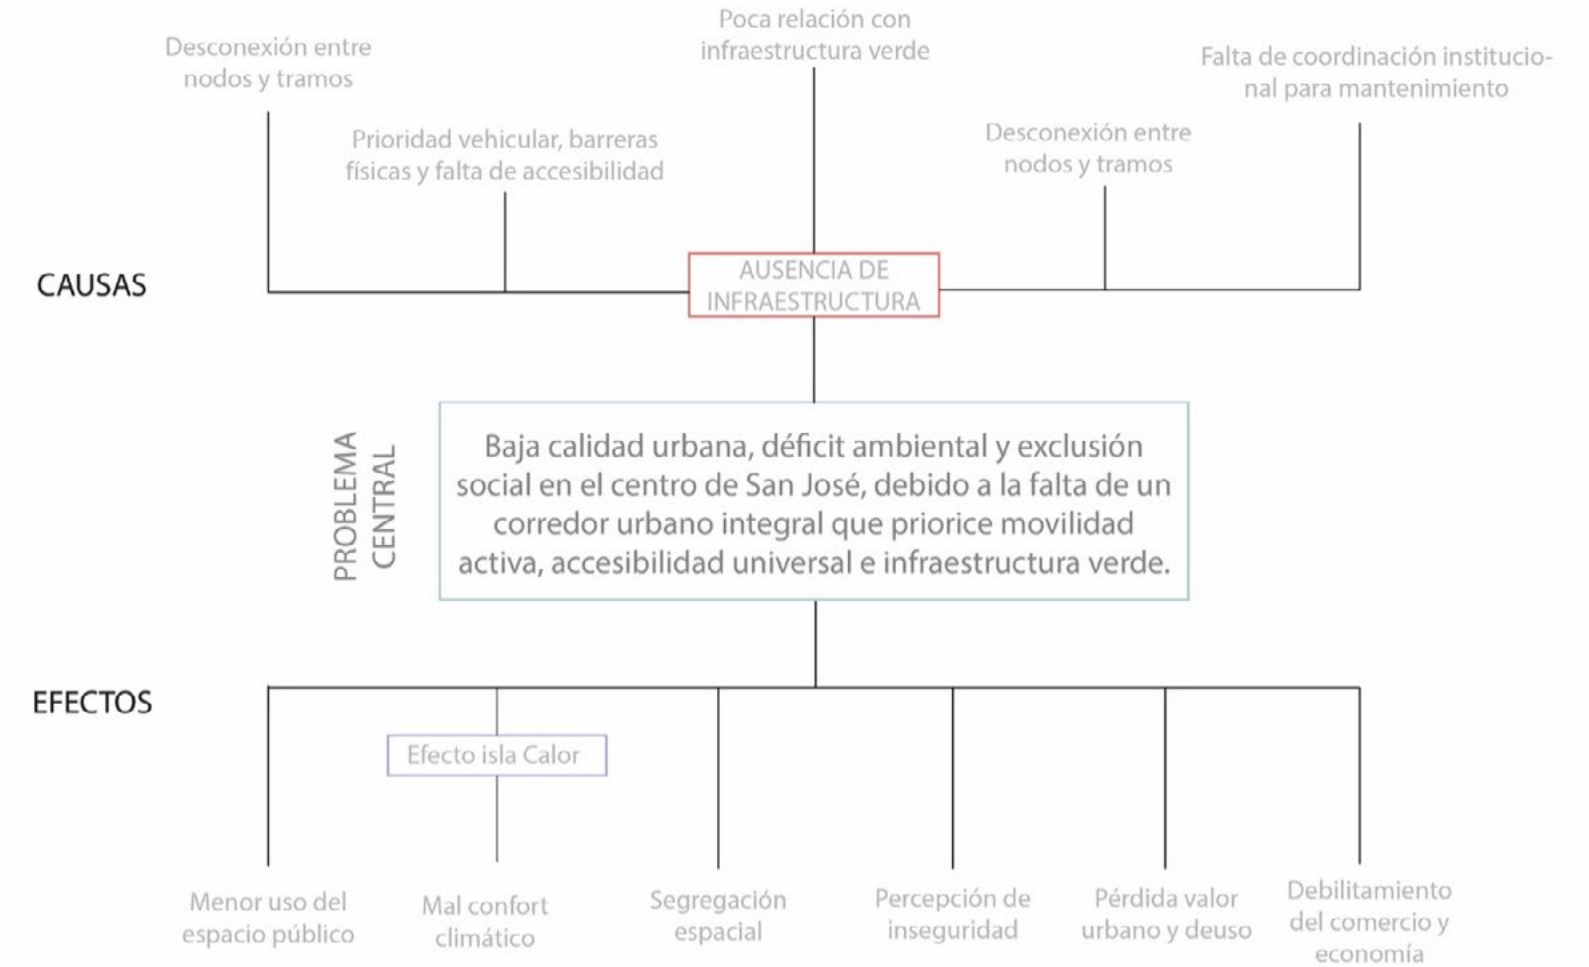 Poca relación con
infraestructura verde
Desconexión entre
nodos y tramos
Falta de coordinación institucio-
nal para mantenimiento
Prioridad vehicular, barreras
físicas y falta de accesibilidad
Desconexión entre
nodos y tramos
CAUSAS
AUSENCIA DE
INFRAESTRUCTURA
PROBLEMA
CENTRAL
Baja calidad urbana, déficit ambiental y exclusión
social en el centro de San José, debido a la falta de un
corredor urbano integral que priorice movilidad
activa, accesibilidad universal e infraestructura verde.
EFECTOS
Efecto isla Calor
Menor uso del
espacio público
Mal confort
climático
Segregación
espacial
Percepción de
inseguridad
Pérdida valor
urbano y deuso
Debilitamiento
del comercio y
economía